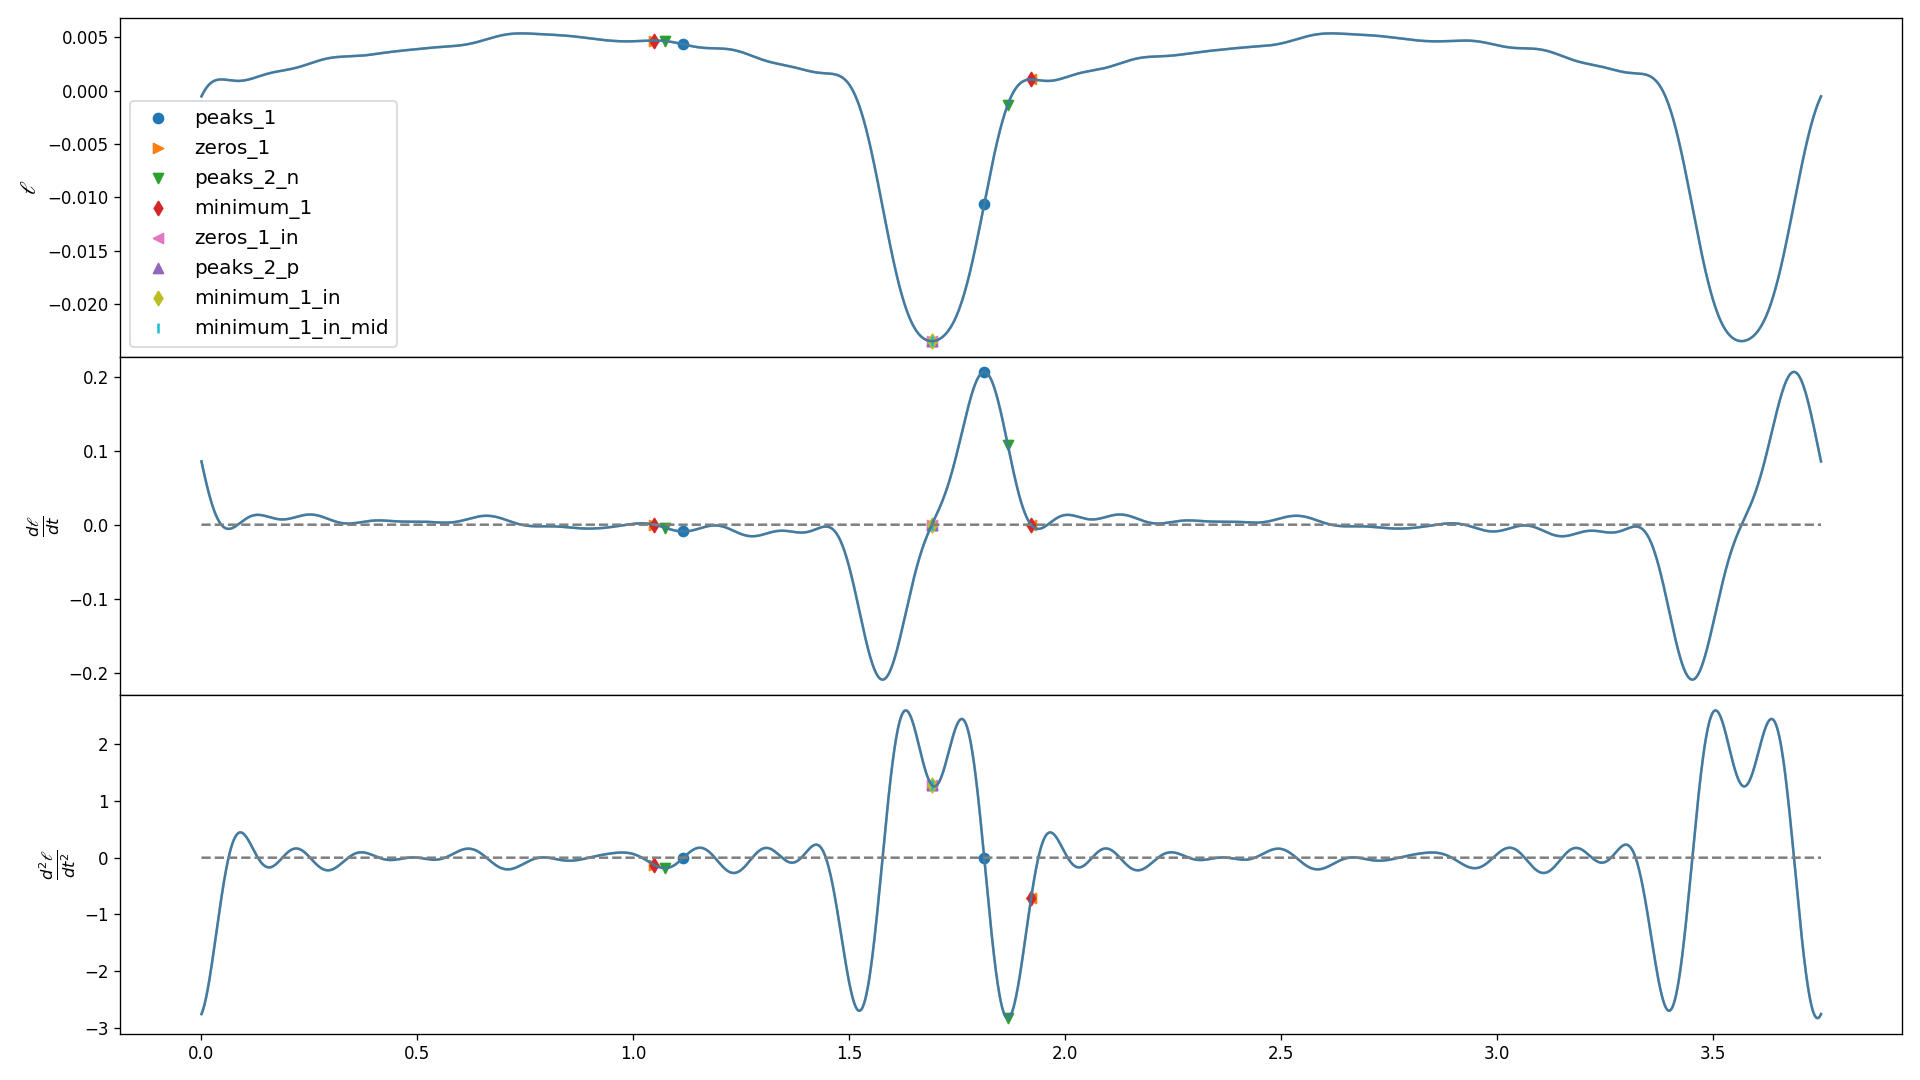 0.005
0.000
−0.005
−0.010
−0.015
−0.020
ℓ
peaks_1
zeros_1
peaks_2_n
minimum_1
zeros_1_in
peaks_2_p
minimum_1_in
minimum_1_in_mid
0.2
0.1
0.0
−0.1
−0.2
dℓ
dt
2
1
0
−1
−2
−3
d²ℓ
dt²
0.0 0.5 1.0 1.5 2.0 2.5 3.0 3.5